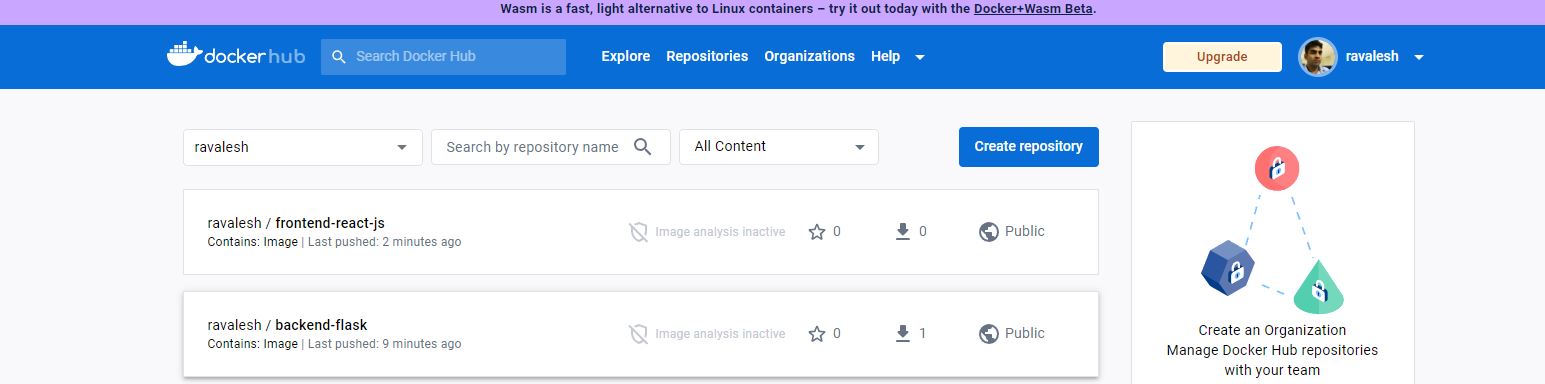 Wasm is a fast, light alternative to Linux containers – try it out today with the Docker+Wasm Beta.
docker hub
Search Docker Hub
Explore
Repositories
Organizations
Help
Upgrade
ravalesh
ravalesh
Search by repository name
All Content
Create repository
ravalesh / frontend-react-js
Contains: Image | Last pushed: 2 minutes ago
Image analysis inactive
0
0
Public
ravalesh / backend-flask
Contains: Image | Last pushed: 9 minutes ago
Image analysis inactive
0
1
Public
Create an Organization
Manage Docker Hub repositories
with your team